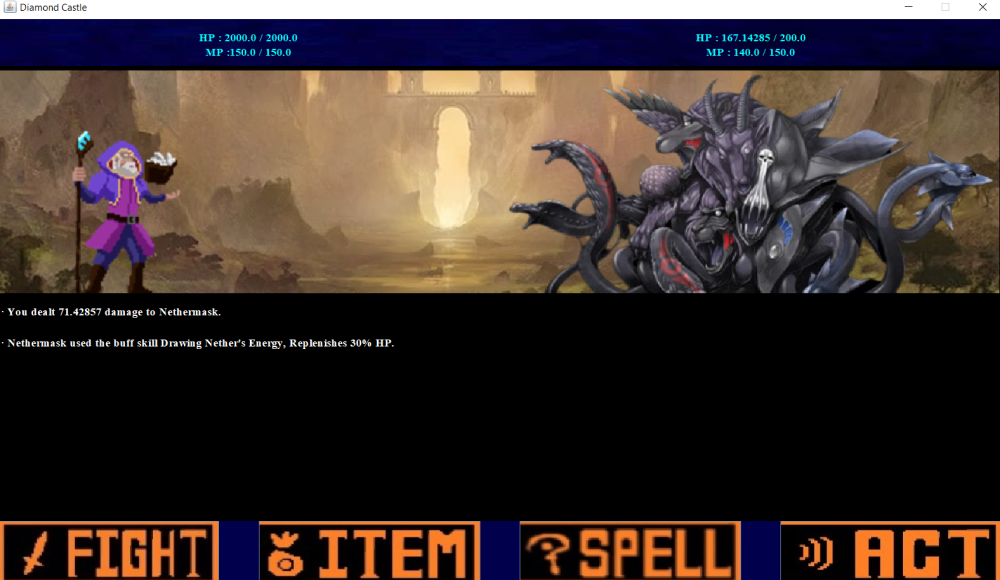 Diamond Castle
HP : 2000.0 / 2000.0
MP :150.0 / 150.0
HP : 167.14285 / 200.0
MP : 140.0 / 150.0
· You dealt 71.42857 damage to Nethermask.
· Nethermask used the buff skill Drawing Nether's Energy, Replenishes 30% HP.
FIGHT
ITEM
SPELL
ACT